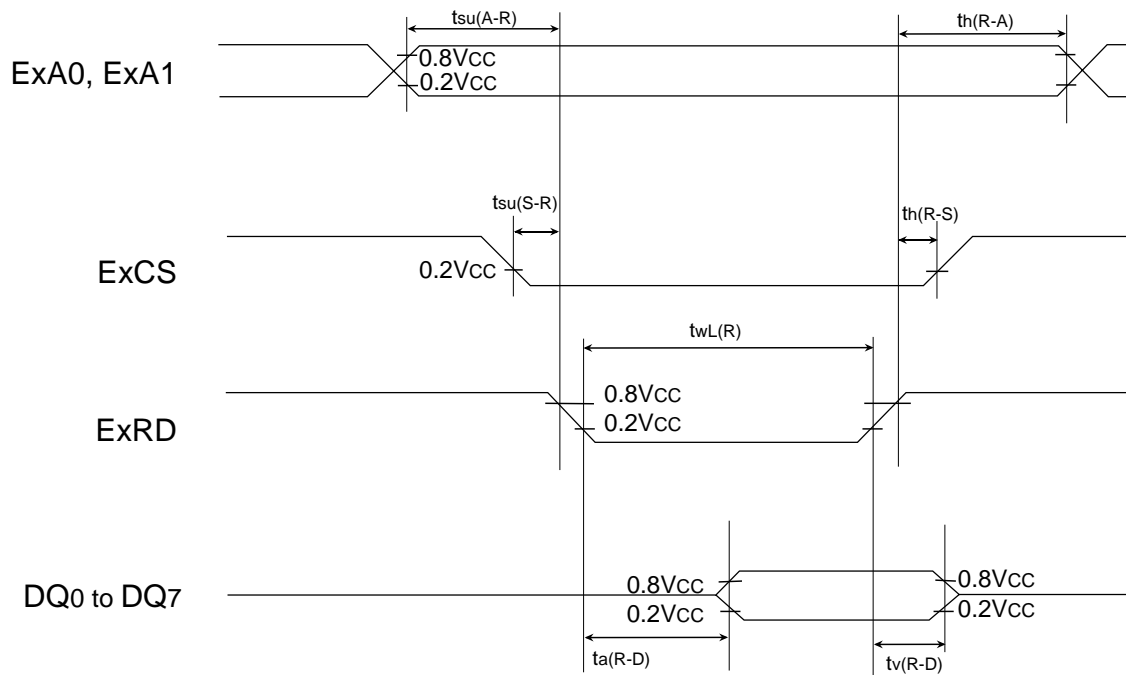 tsu(A-R)
th(R-A)
ExA0, ExA1
0.8VCC
0.2VCC
tsu(S-R)
th(R-S)
ExCS
0.2VCC
twL(R)
ExRD
0.8VCC
0.2VCC
DQ0 to DQ7
0.8VCC
0.8VCC
0.2VCC
0.2VCC
ta(R-D)
tv(R-D)